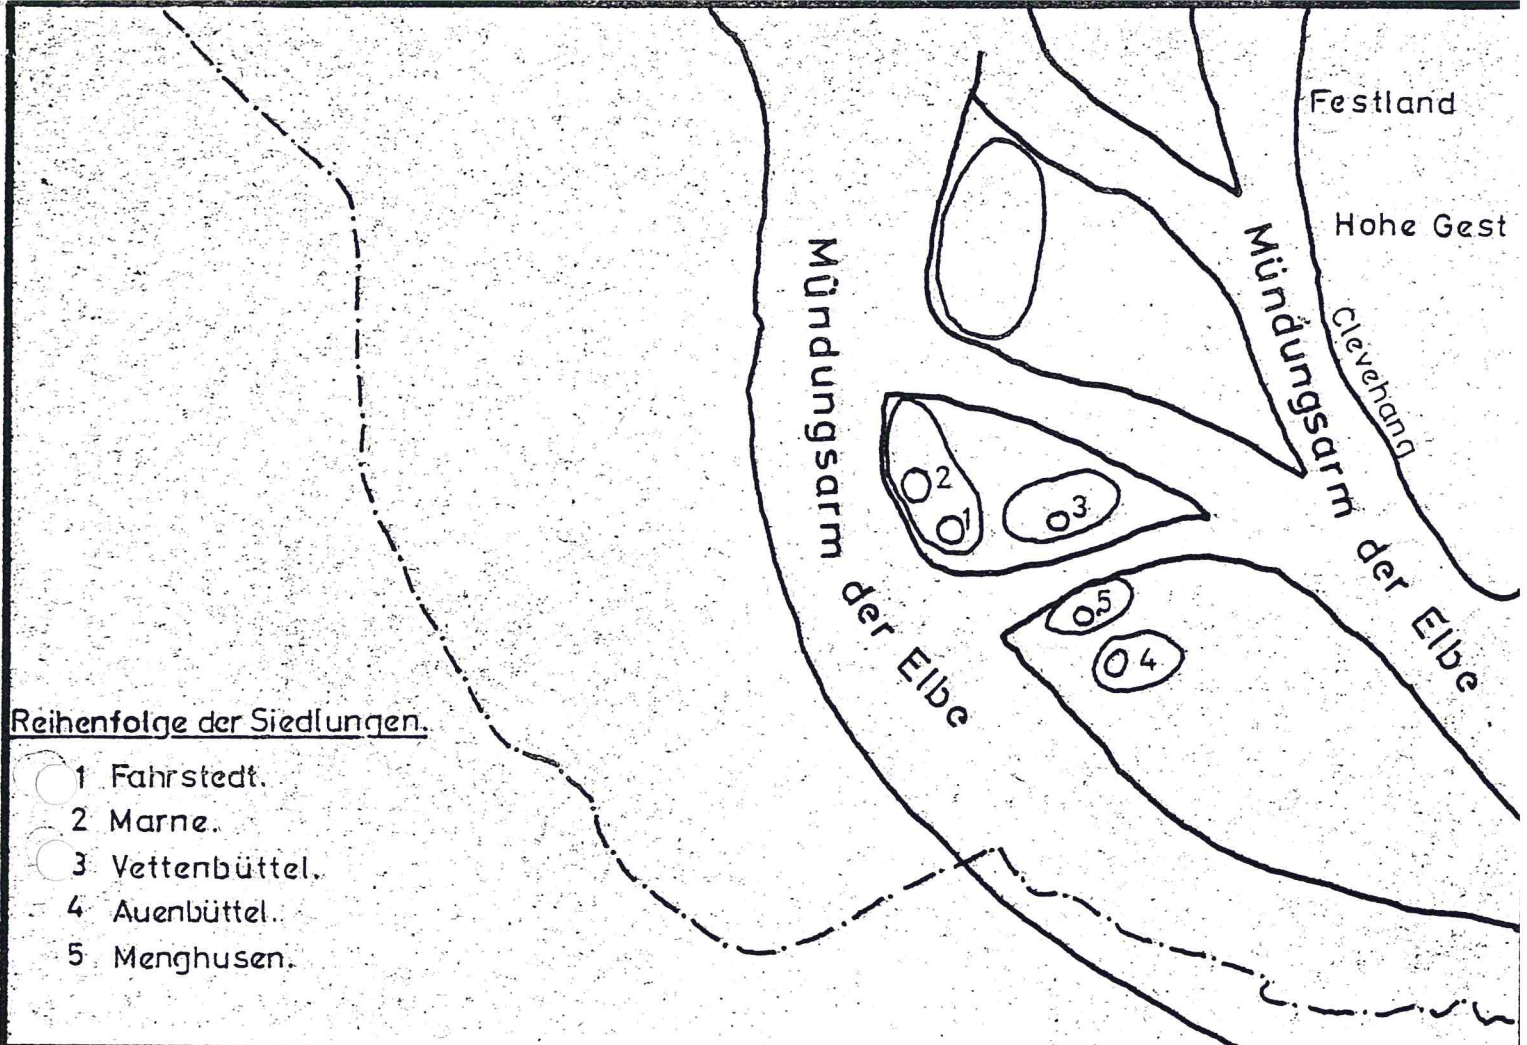 Festland
Hohe Gest
Clevehang
Mündungsarm der Elbe
Mündungsarm der Elbe
2
1
3
5
4
Reihenfolge der Siedlungen.
1 Fahrstedt.
2 Marne.
3 Vettenbüttel.
4 Auenbüttel.
5 Menghusen.